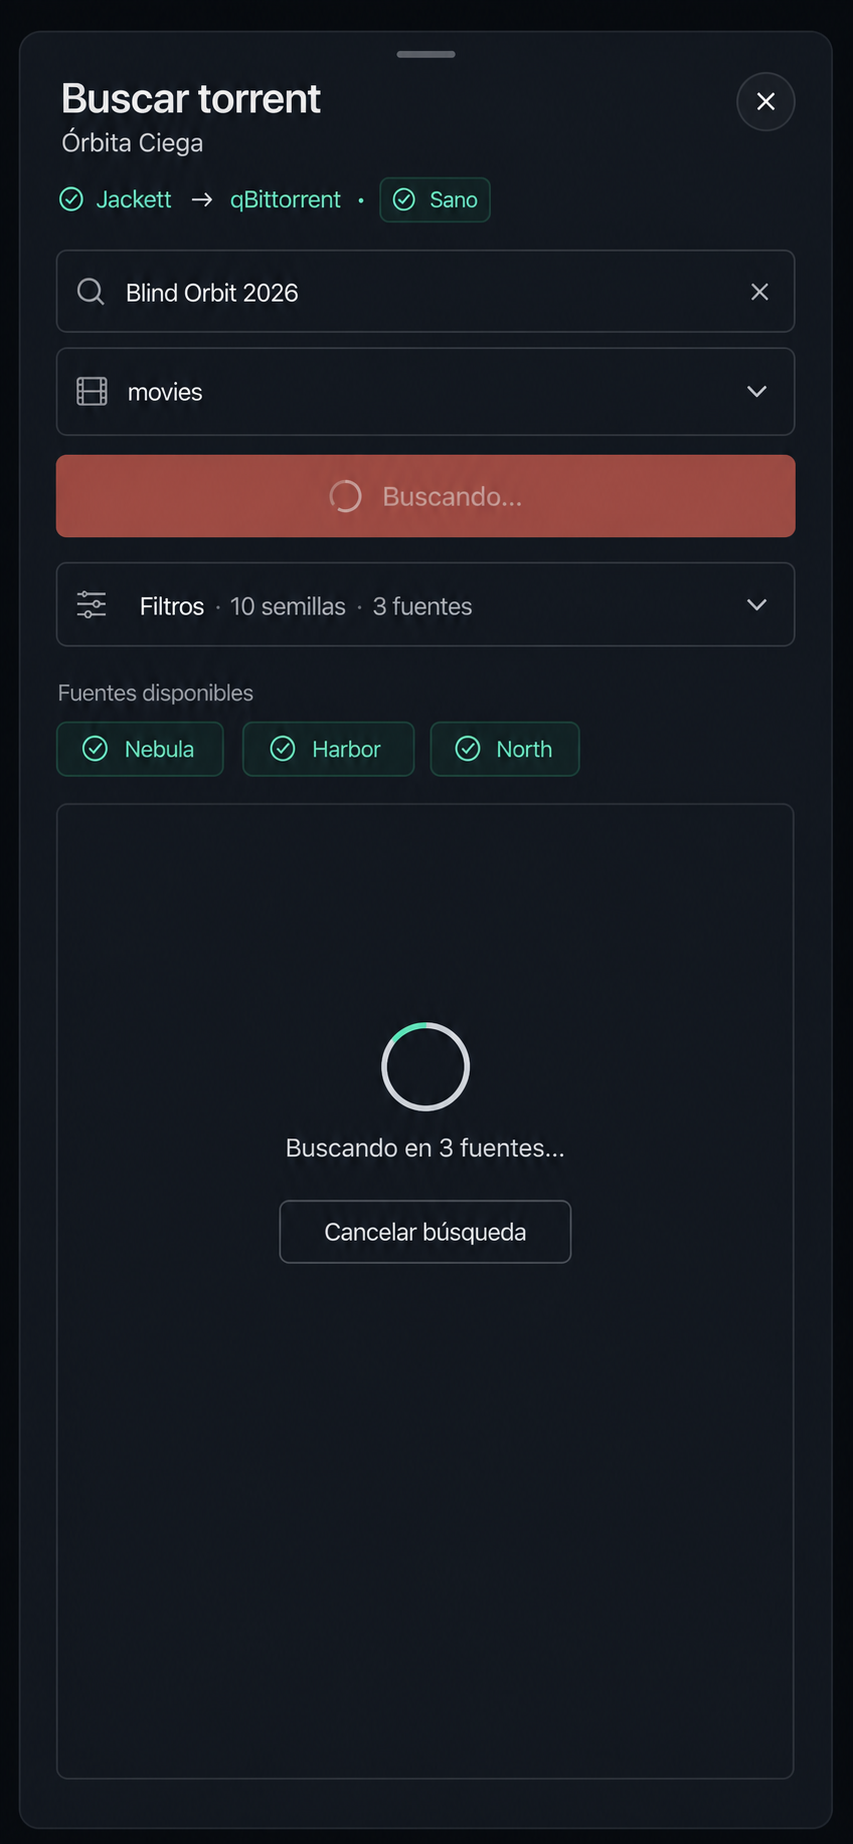 Buscar torrent
Órbita Ciega
Jackett → qBittorrent • Sano
Blind Orbit 2026
movies
Buscando...
Filtros · 10 semillas · 3 fuentes
Fuentes disponibles
Nebula Harbor North
Buscando en 3 fuentes...
Cancelar búsqueda